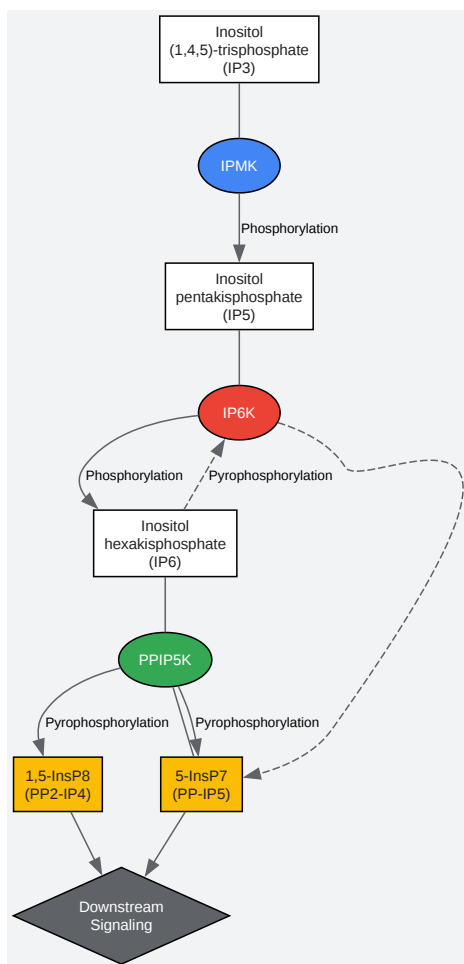 Inositol
(1,4,5)-trisphosphate
(IP3)
IPMK
Phosphorylation
Inositol
pentakisphosphate
(IP5)
IP6K
Phosphorylation
Pyrophosphorylation
Inositol
hexakisphosphate
(IP6)
PPIP5K
Pyrophosphorylation
Pyrophosphorylation
1,5-InsP8
(PP2-IP4)
5-InsP7
(PP-IP5)
Downstream
Signaling